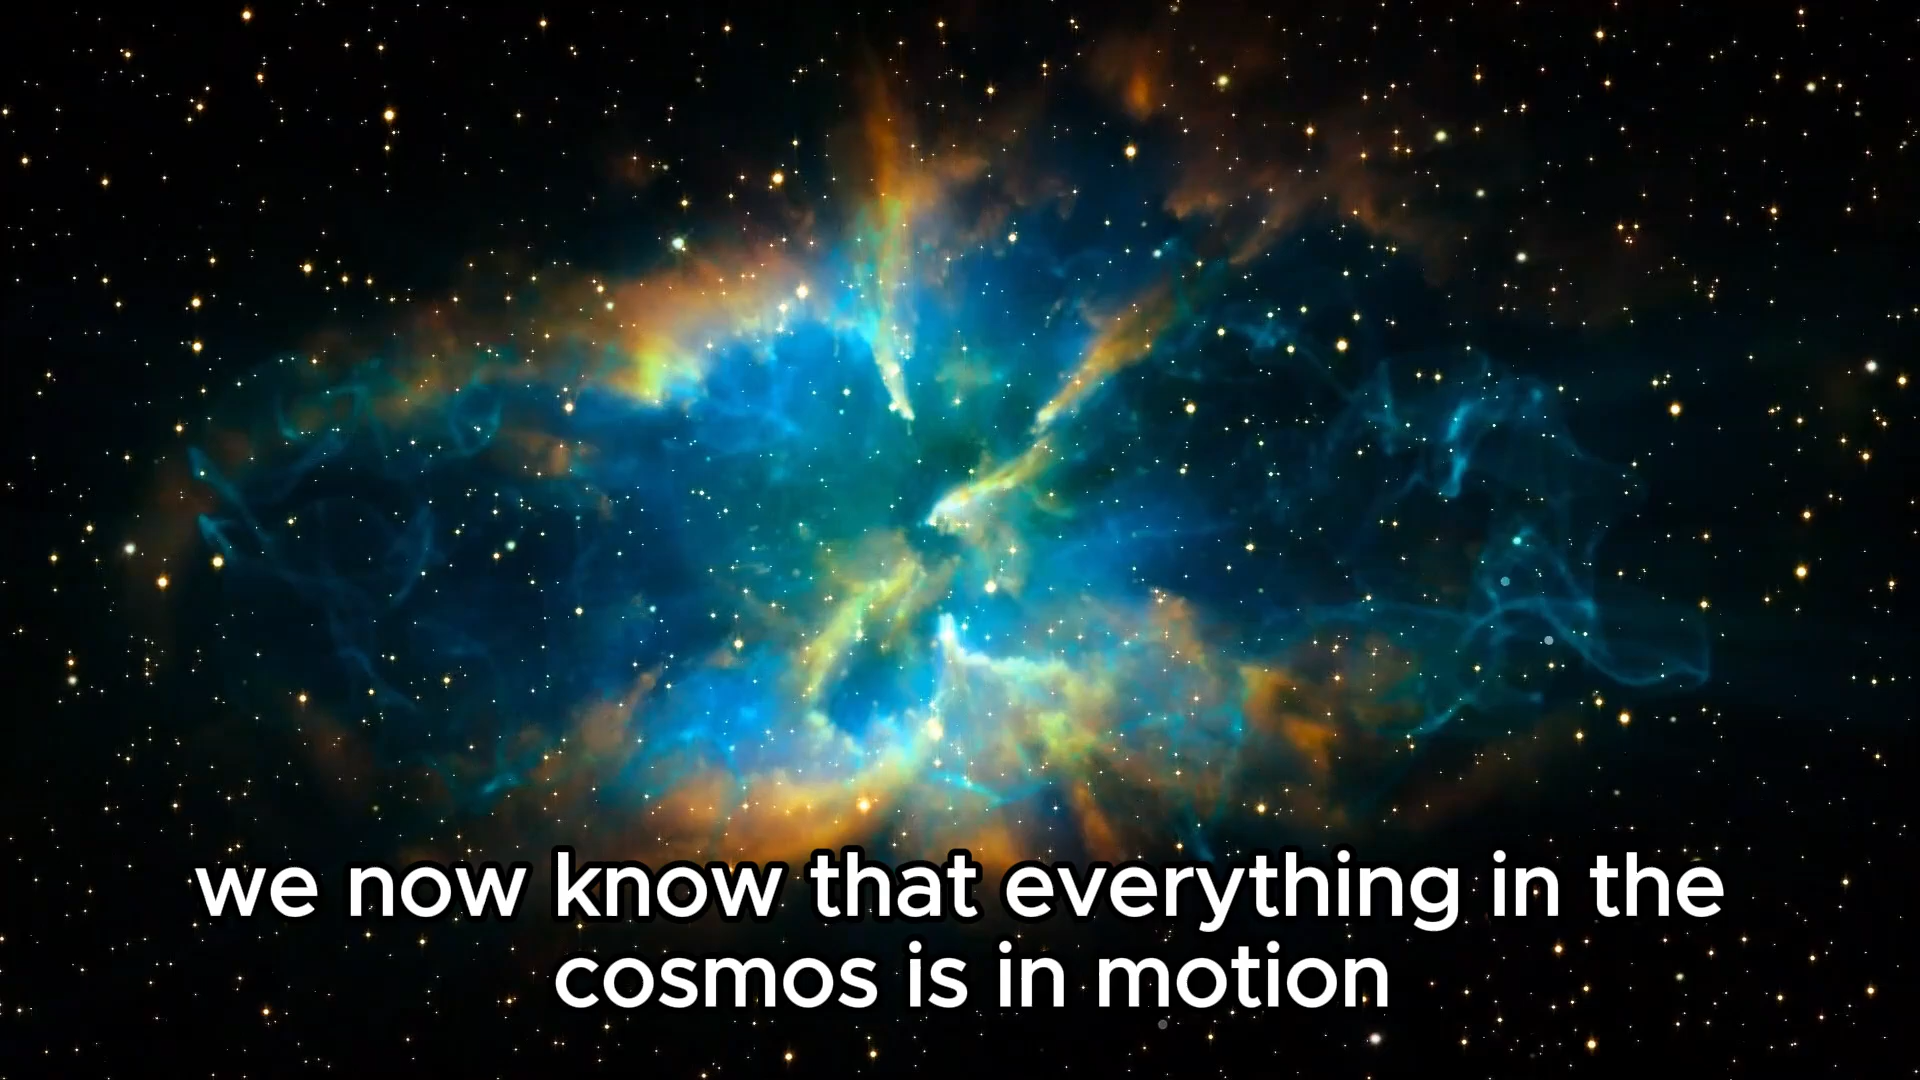 we now know that everything in the
cosmos is in motion